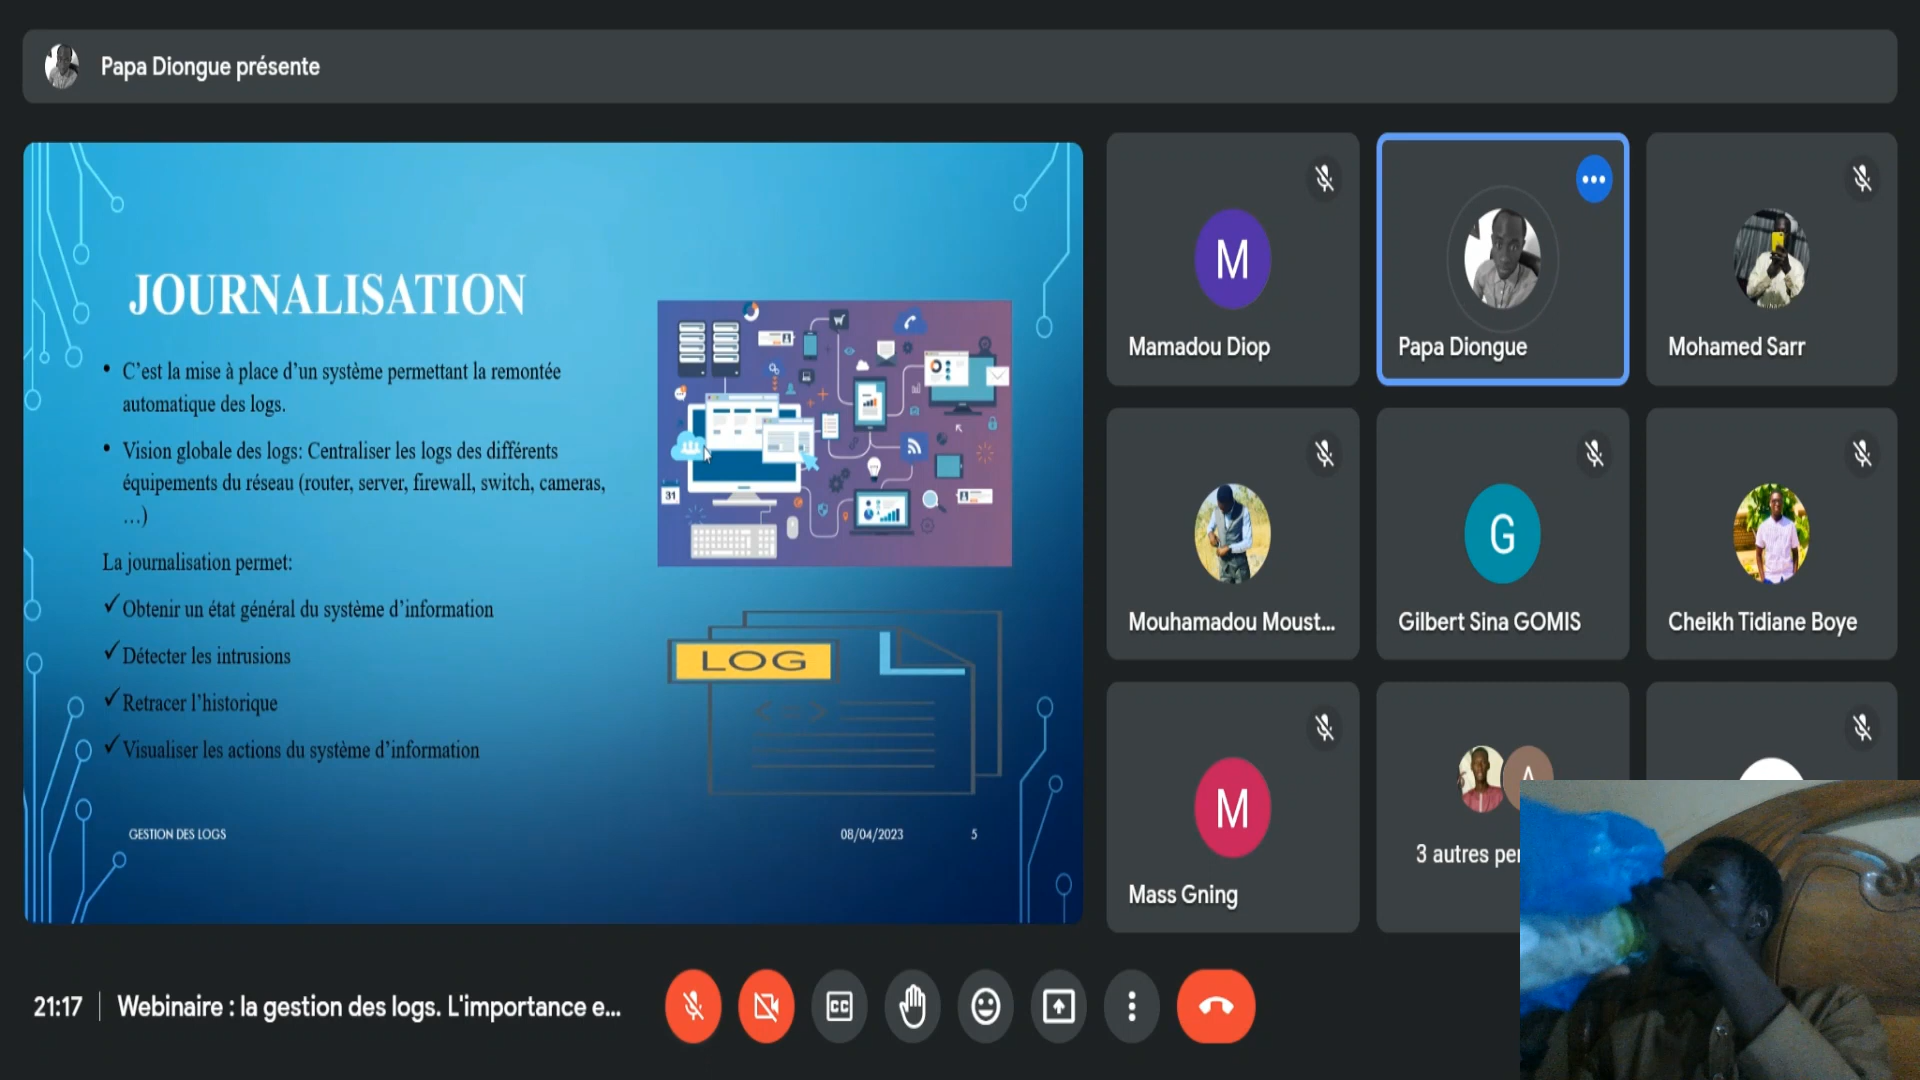 Papa Diongue présente
JOURNALISATION
• C’est la mise à place d’un système permettant la remontée
automatique des logs.
• Vision globale des logs: Centraliser les logs des différents
équipements du réseau (router, server, firewall, switch, cameras,
…)
La journalisation permet:
✓Obtenir un état général du système d’information
✓Détecter les intrusions
✓Retracer l’historique
✓Visualiser les actions du système d’information
31
LOG
GESTION DES LOGS
08/04/2023
5
M
Mamadou Diop
Papa Diongue
Mohamed Sarr
Mouhamadou Moust...
G
Gilbert Sina GOMIS
Cheikh Tidiane Boye
M
Mass Gning
A
3 autres per
21:17
Webinaire : la gestion des logs. L'importance e...
CC